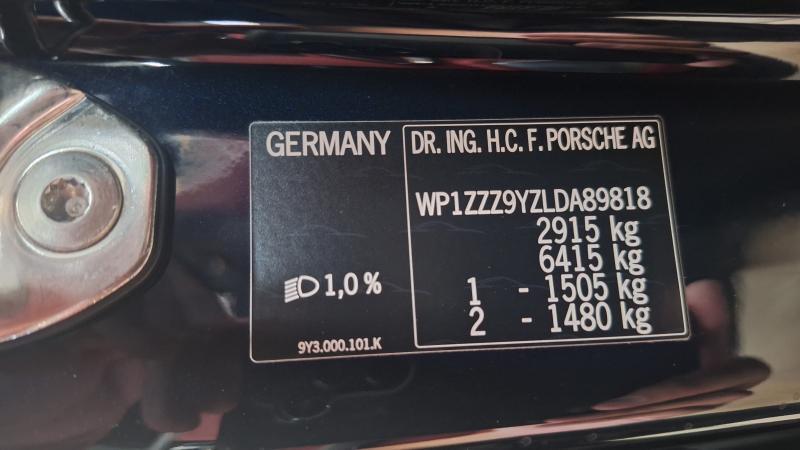 GERMANY
DR. ING. H.C. F. PORSCHE AG
WP1ZZZ9YZLDA89818
2915 kg
6415 kg
1 - 1505 kg
2 - 1480 kg
1,0 %
9Y3.000.101.K